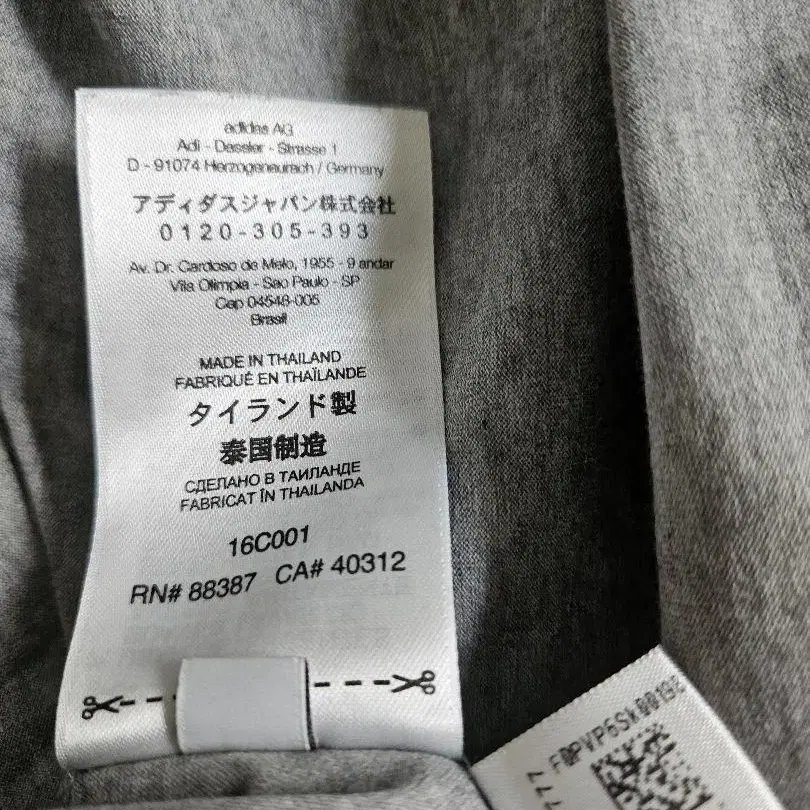 adidas AG
Adi - Dassler - Strasse 1
D - 91074 Herzogenaurach / Germany
アディダスジャパン株式会社
0120-305-393
Av. Dr. Cardoso de Melo, 1955 - 9 andar
Vila Olimpia - Sao Paulo - SP
Cep 04548-005
Brasil
MADE IN THAILAND
FABRIQUÉ EN THAÏLANDE
タイランド製
泰国制造
СДЕЛАНО В ТАИЛАНДЕ
FABRICAT ÎN THAILANDA
16C001
RN# 88387 CA# 40312